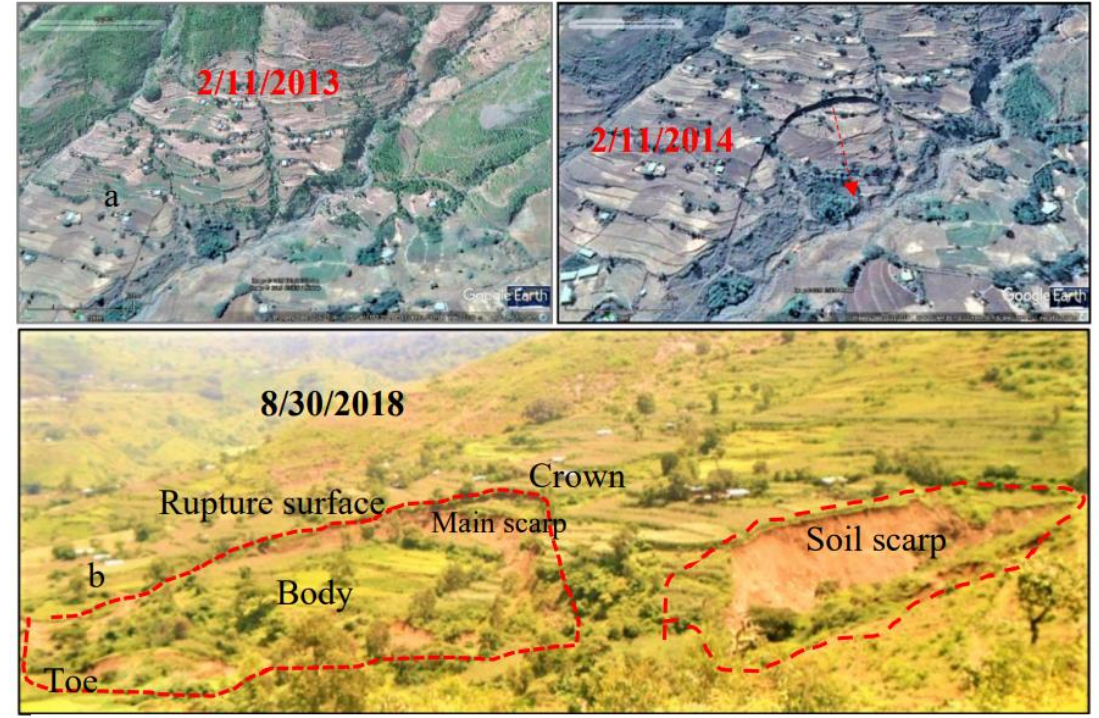 2/11/2013
a
Google Earth
2/11/2014
Google Earth
8/30/2018
Crown
Rupture surface
Main scarp
Soil scarp
b
Body
Toe